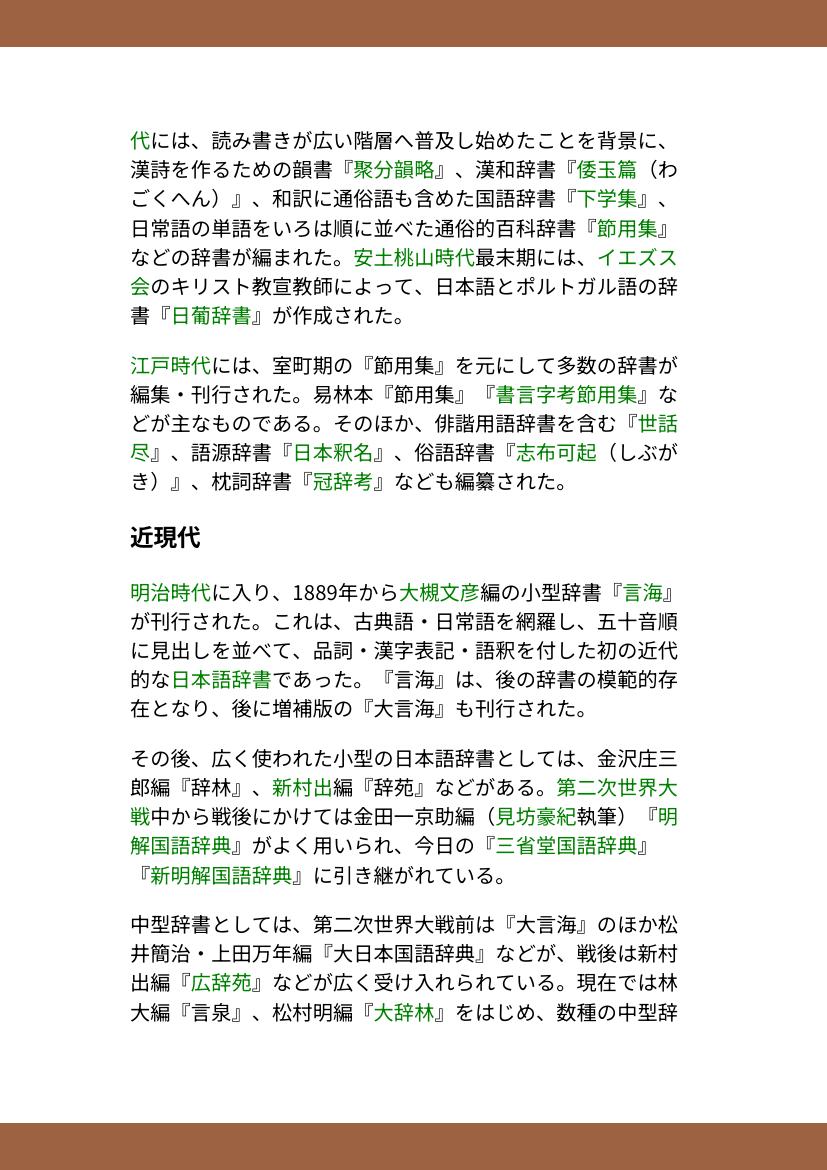 代には、読み書きが広い階層へ普及し始めたことを背景に、
漢詩を作るための韻書『聚分韻略』、漢和辞書『倭玉篇（わ
ごくへん）』、和訳に通俗語も含めた国語辞書『下学集』、
日常語の単語をいろは順に並べた通俗的百科辞書『節用集』
などの辞書が編まれた。安土桃山時代最末期には、イエズス
会のキリスト教宣教師によって、日本語とポルトガル語の辞
書『日葡辞書』が作成された。
江戸時代には、室町期の『節用集』を元にして多数の辞書が
編集・刊行された。易林本『節用集』『書言字考節用集』な
どが主なものである。そのほか、俳諧用語辞書を含む『世話
尽』、語源辞書『日本釈名』、俗語辞書『志布可起（しぶが
き）』、枕詞辞書『冠辞考』なども編纂された。
近現代
明治時代に入り、1889年から大槻文彦編の小型辞書『言海』
が刊行された。これは、古典語・日常語を網羅し、五十音順
に見出しを並べて、品詞・漢字表記・語釈を付した初の近代
的な日本語辞書であった。『言海』は、後の辞書の模範的存
在となり、後に増補版の『大言海』も刊行された。
その後、広く使われた小型の日本語辞書としては、金沢庄三
郎編『辞林』、新村出編『辞苑』などがある。第二次世界大
戦中から戦後にかけては金田一京助編（見坊豪紀執筆）『明
解国語辞典』がよく用いられ、今日の『三省堂国語辞典』
『新明解国語辞典』に引き継がれている。
中型辞書としては、第二次世界大戦前は『大言海』のほか松
井簡治・上田万年編『大日本国語辞典』などが、戦後は新村
出編『広辞苑』などが広く受け入れられている。現在では林
大編『言泉』、松村明編『大辞林』をはじめ、数種の中型辞